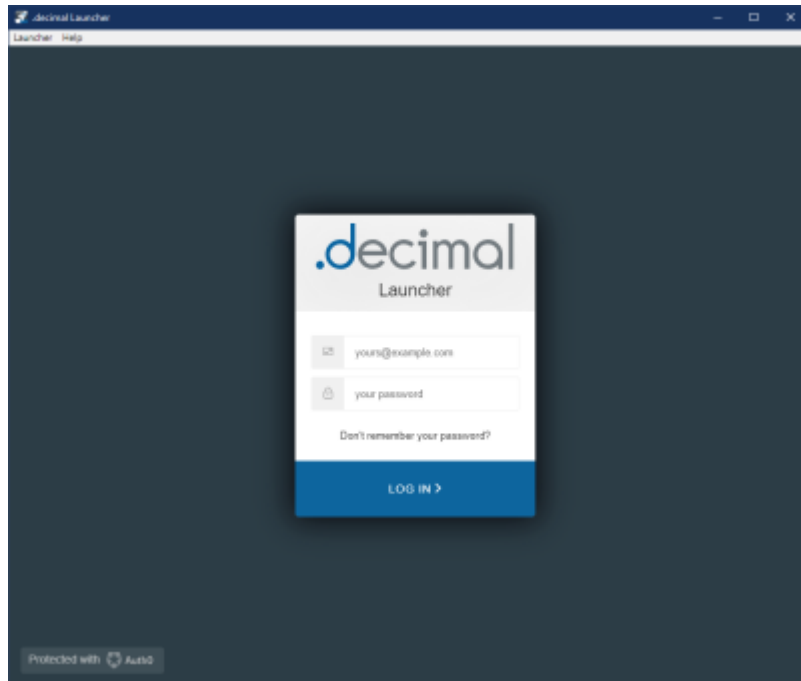 .decimal Launcher
Launcher Help
.decimal
Launcher
yours@example.com
your password
Don't remember your password?
LOG IN >
Protected with Auth0